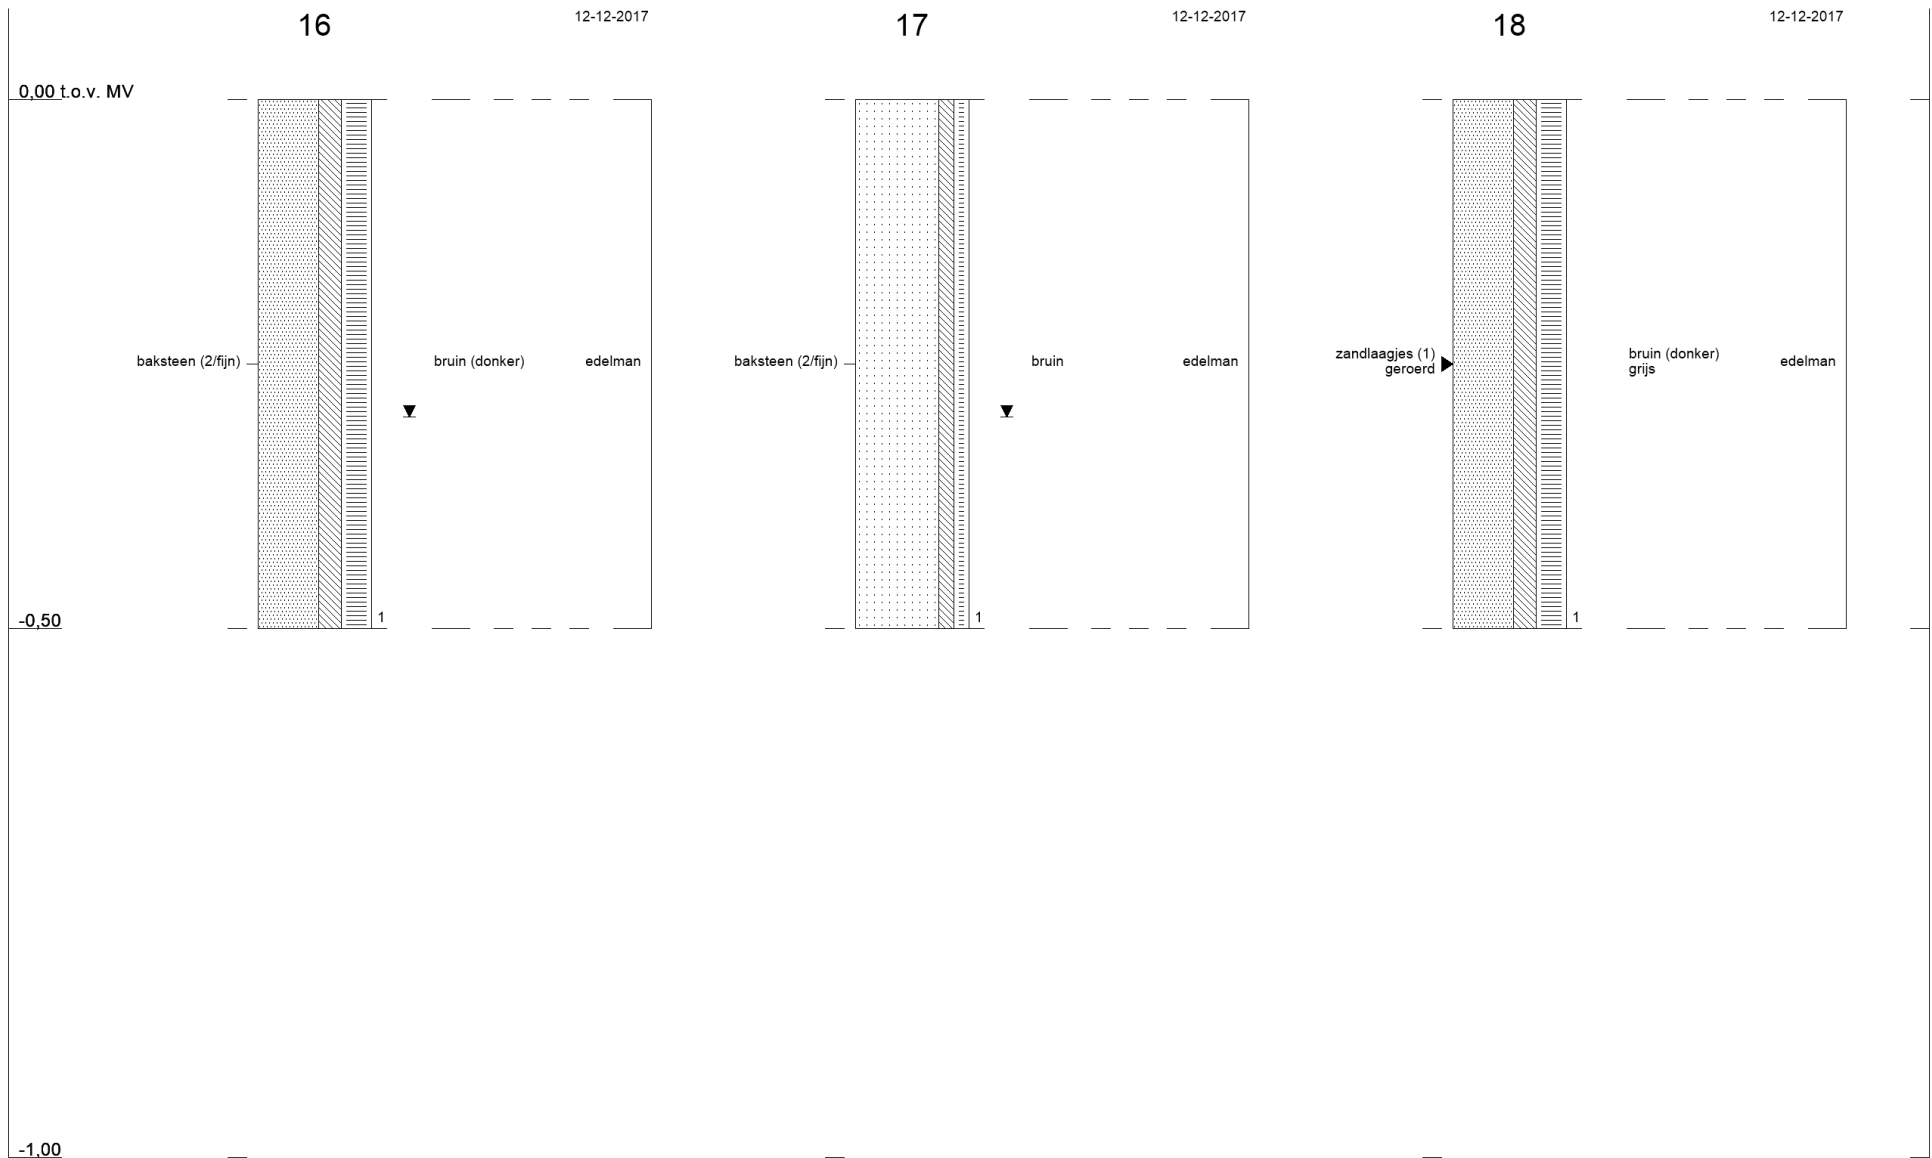 16
12-12-2017
17
12-12-2017
18
12-12-2017
0,00 t.o.v. MV
baksteen (2/fijn)
bruin (donker)
edelman
1
baksteen (2/fijn)
bruin
edelman
1
zandlaagjes (1)
geroerd
bruin (donker)
grijs
edelman
1
-0,50
-1,00